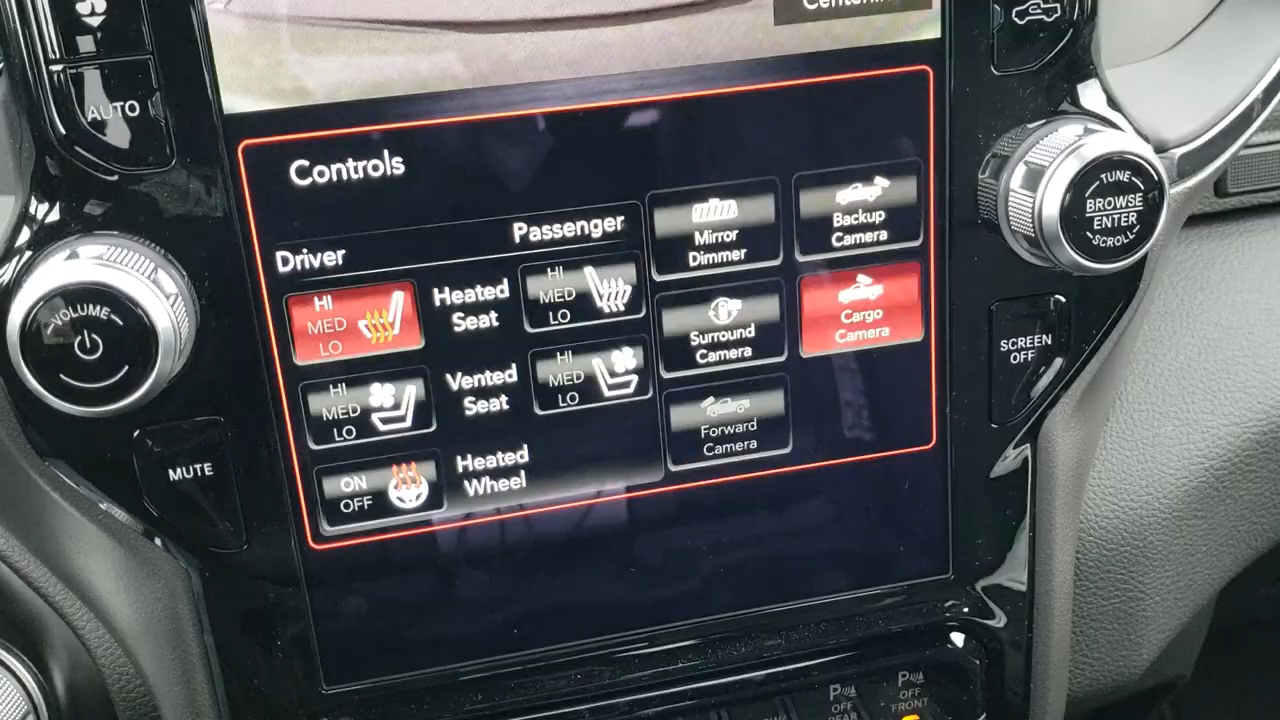 AUTO
Controls
Driver
Passenger
HI
MED
LO
Heated
Seat
HI
MED
LO
HI
MED
LO
Vented
Seat
HI
MED
LO
ON
OFF
Heated
Wheel
Mirror
Dimmer
Backup
Camera
Surround
Camera
Cargo
Camera
Forward
Camera
VOLUME
MUTE
TUNE
BROWSE
ENTER
SCROLL
SCREEN
OFF
P
OFF
REAR
P
OFF
FRONT